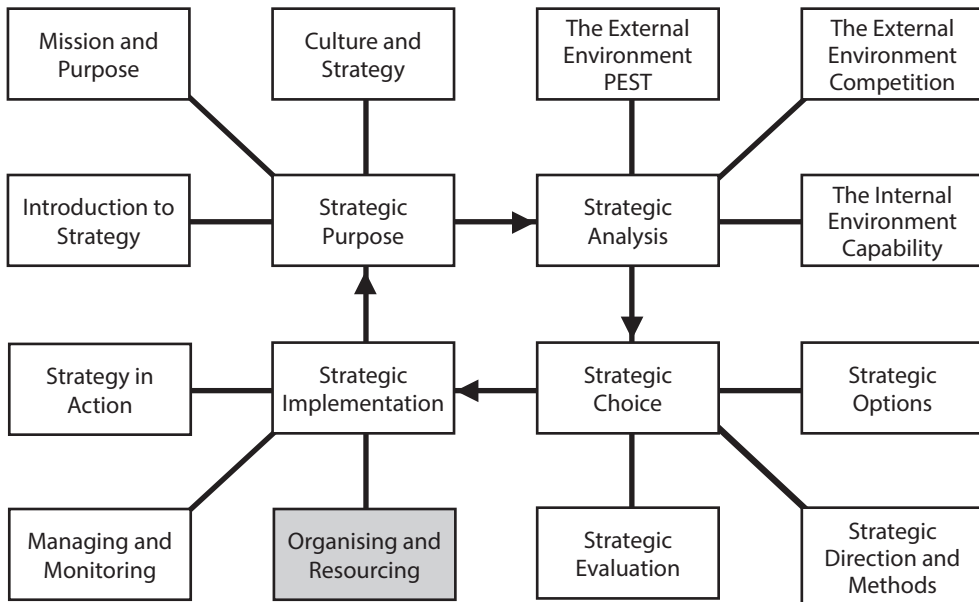 Mission and
Purpose
Culture and
Strategy
The External
Environment
PEST
The External
Environment
Competition
Introduction to
Strategy
Strategic
Purpose
Strategic
Analysis
The Internal
Environment
Capability
Strategy in
Action
Strategic
Implementation
Strategic
Choice
Strategic
Options
Managing and
Monitoring
Organising and
Resourcing
Strategic
Evaluation
Strategic
Direction and
Methods